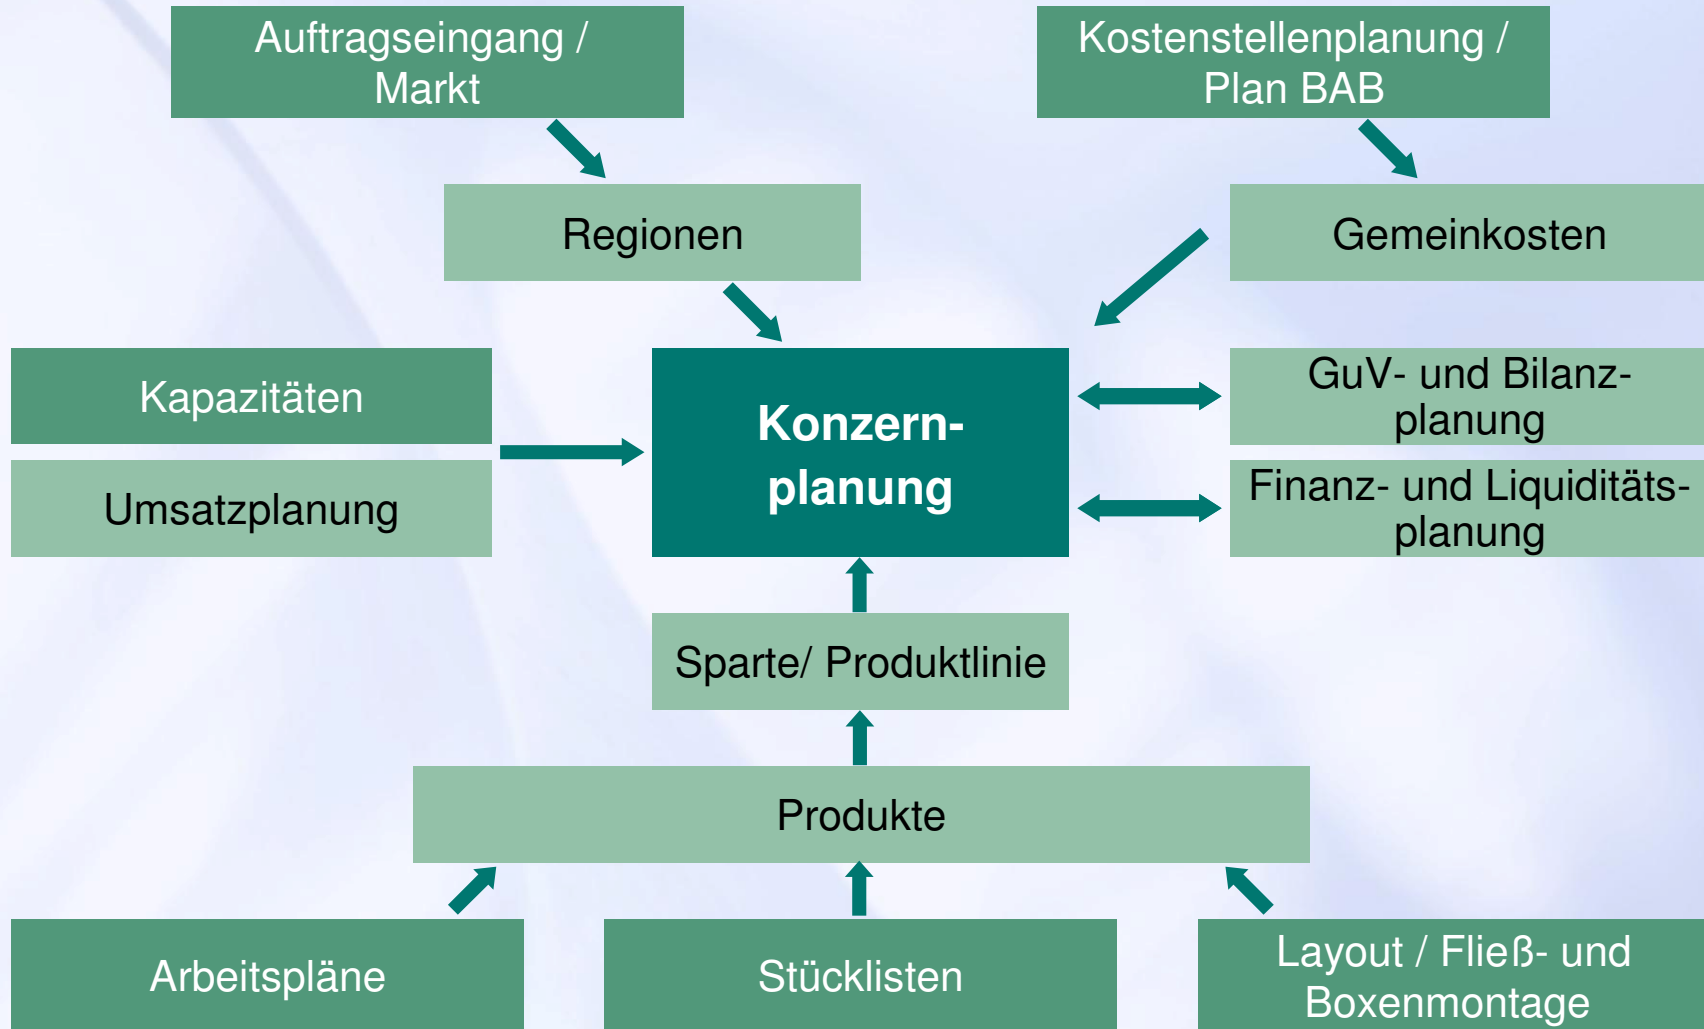 Auftragseingang /
Markt
Kostenstellenplanung /
Plan BAB
Regionen
Gemeinkosten
Kapazitäten
Umsatzplanung
Konzern-
planung
GuV- und Bilanz-
planung
Finanz- und Liquiditäts-
planung
Sparte/ Produktlinie
Produkte
Arbeitspläne
Stücklisten
Layout / Fließ- und
Boxenmontage